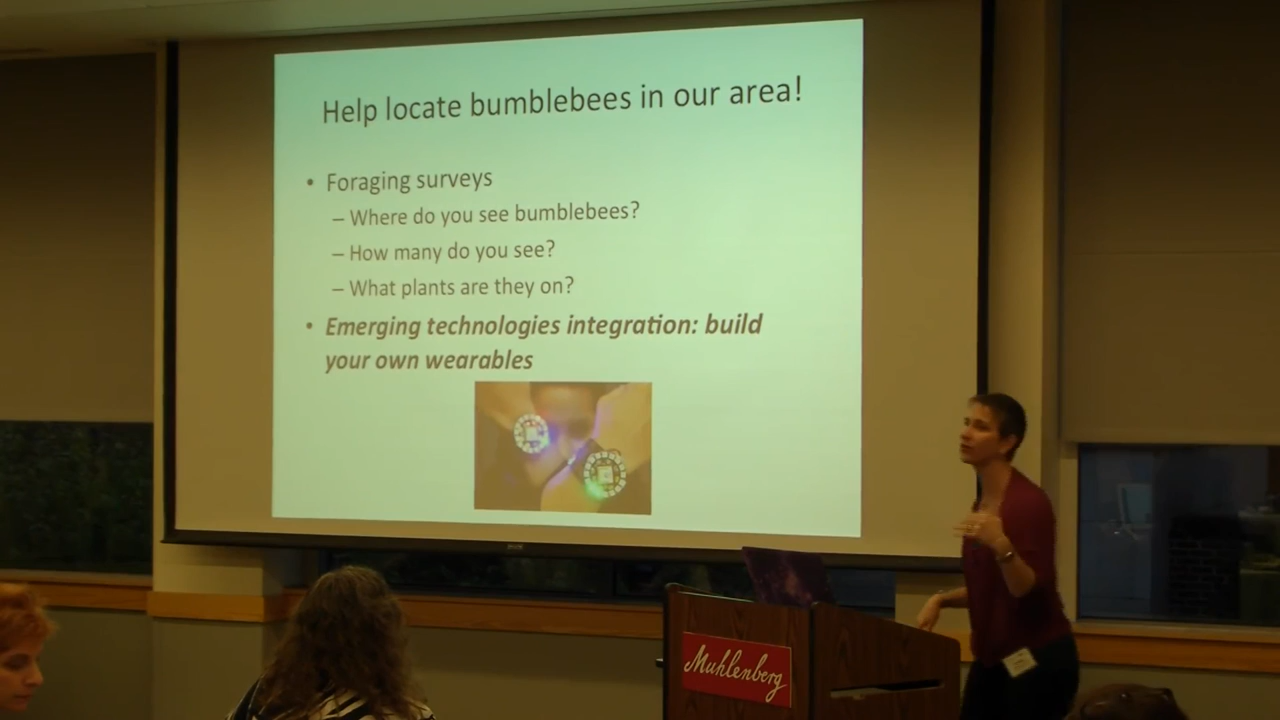 Help locate bumblebees in our area!
• Foraging surveys
– Where do you see bumblebees?
– How many do you see?
– What plants are they on?
• Emerging technologies integration: build
your own wearables
Muhlenberg